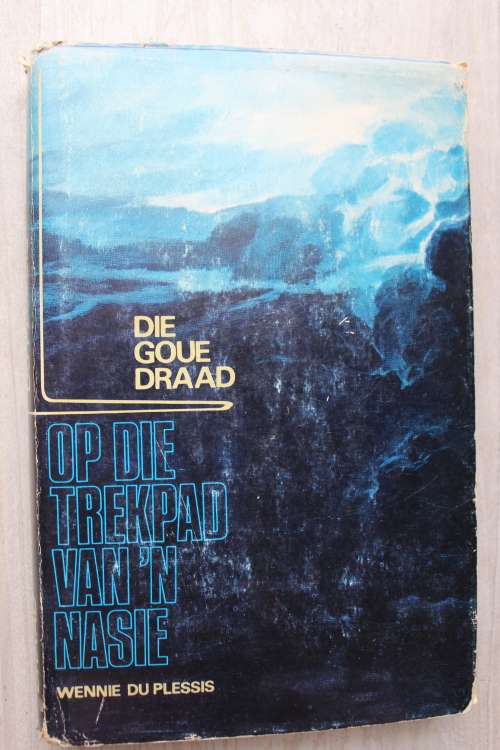 DIE
GOUE
DRAAD
OP DIE
TREKPAD
VAN 'N
NASIE
WENNIE DU PLESSIS